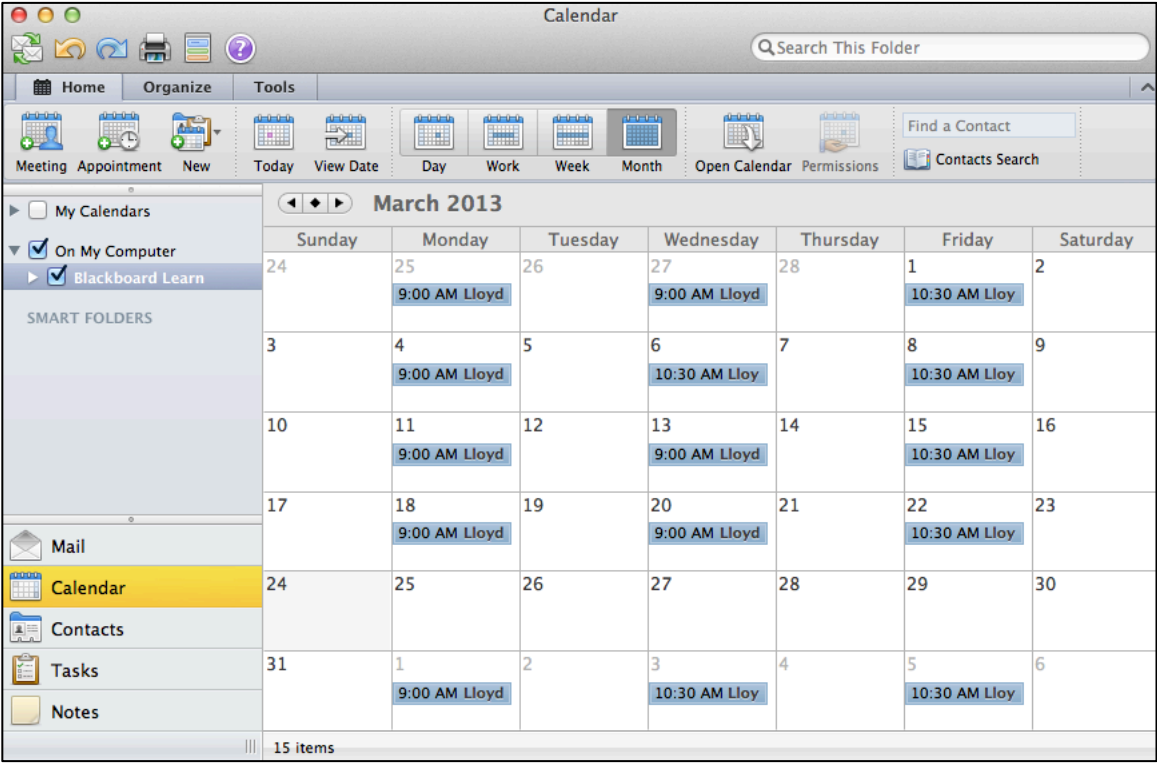 Calendar
Search This Folder
Home Organize Tools
Meeting Appointment New Today View Date Day Work Week Month Open Calendar Permissions Find a Contact Contacts Search
My Calendars
On My Computer
Blackboard Learn
SMART FOLDERS
Mail
Calendar
Contacts
Tasks
Notes
March 2013
Sunday Monday Tuesday Wednesday Thursday Friday Saturday
24 25 26 27 28 1 2
9:00 AM Lloyd 9:00 AM Lloyd 10:30 AM Lloy
3 4 5 6 7 8 9
9:00 AM Lloyd 10:30 AM Lloy 10:30 AM Lloy
10 11 12 13 14 15 16
9:00 AM Lloyd 9:00 AM Lloyd 10:30 AM Lloy
17 18 19 20 21 22 23
9:00 AM Lloyd 9:00 AM Lloyd 10:30 AM Lloy
24 25 26 27 28 29 30
31 1 2 3 4 5 6
9:00 AM Lloyd 10:30 AM Lloy 10:30 AM Lloy
15 items